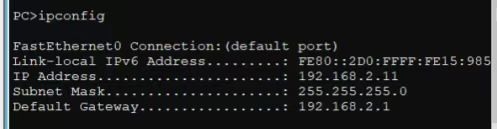 PC>ipconfig
FastEthernet0 Connection:(default port)
Link-local IPv6 Address.........: FE80::2D0:FFFF:FE15:985
IP Address......................: 192.168.2.11
Subnet Mask.....................: 255.255.255.0
Default Gateway.................: 192.168.2.1